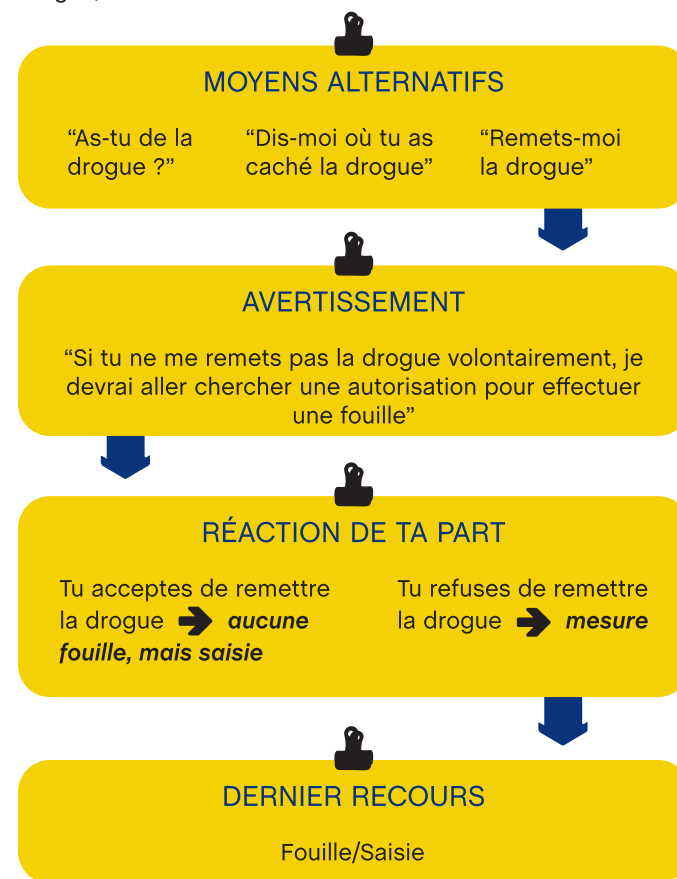 MOYENS ALTERNATIFS
“As-tu de la
drogue ?”
“Dis-moi où tu as
caché la drogue”
“Remets-moi
la drogue”
AVERTISSEMENT
“Si tu ne me remets pas la drogue volontairement, je
devrai aller chercher une autorisation pour effectuer
une fouille”
RÉACTION DE TA PART
Tu acceptes de remettre
la drogue ➔ aucune
fouille, mais saisie
Tu refuses de remettre
la drogue ➔ mesure
DERNIER RECOURS
Fouille/Saisie